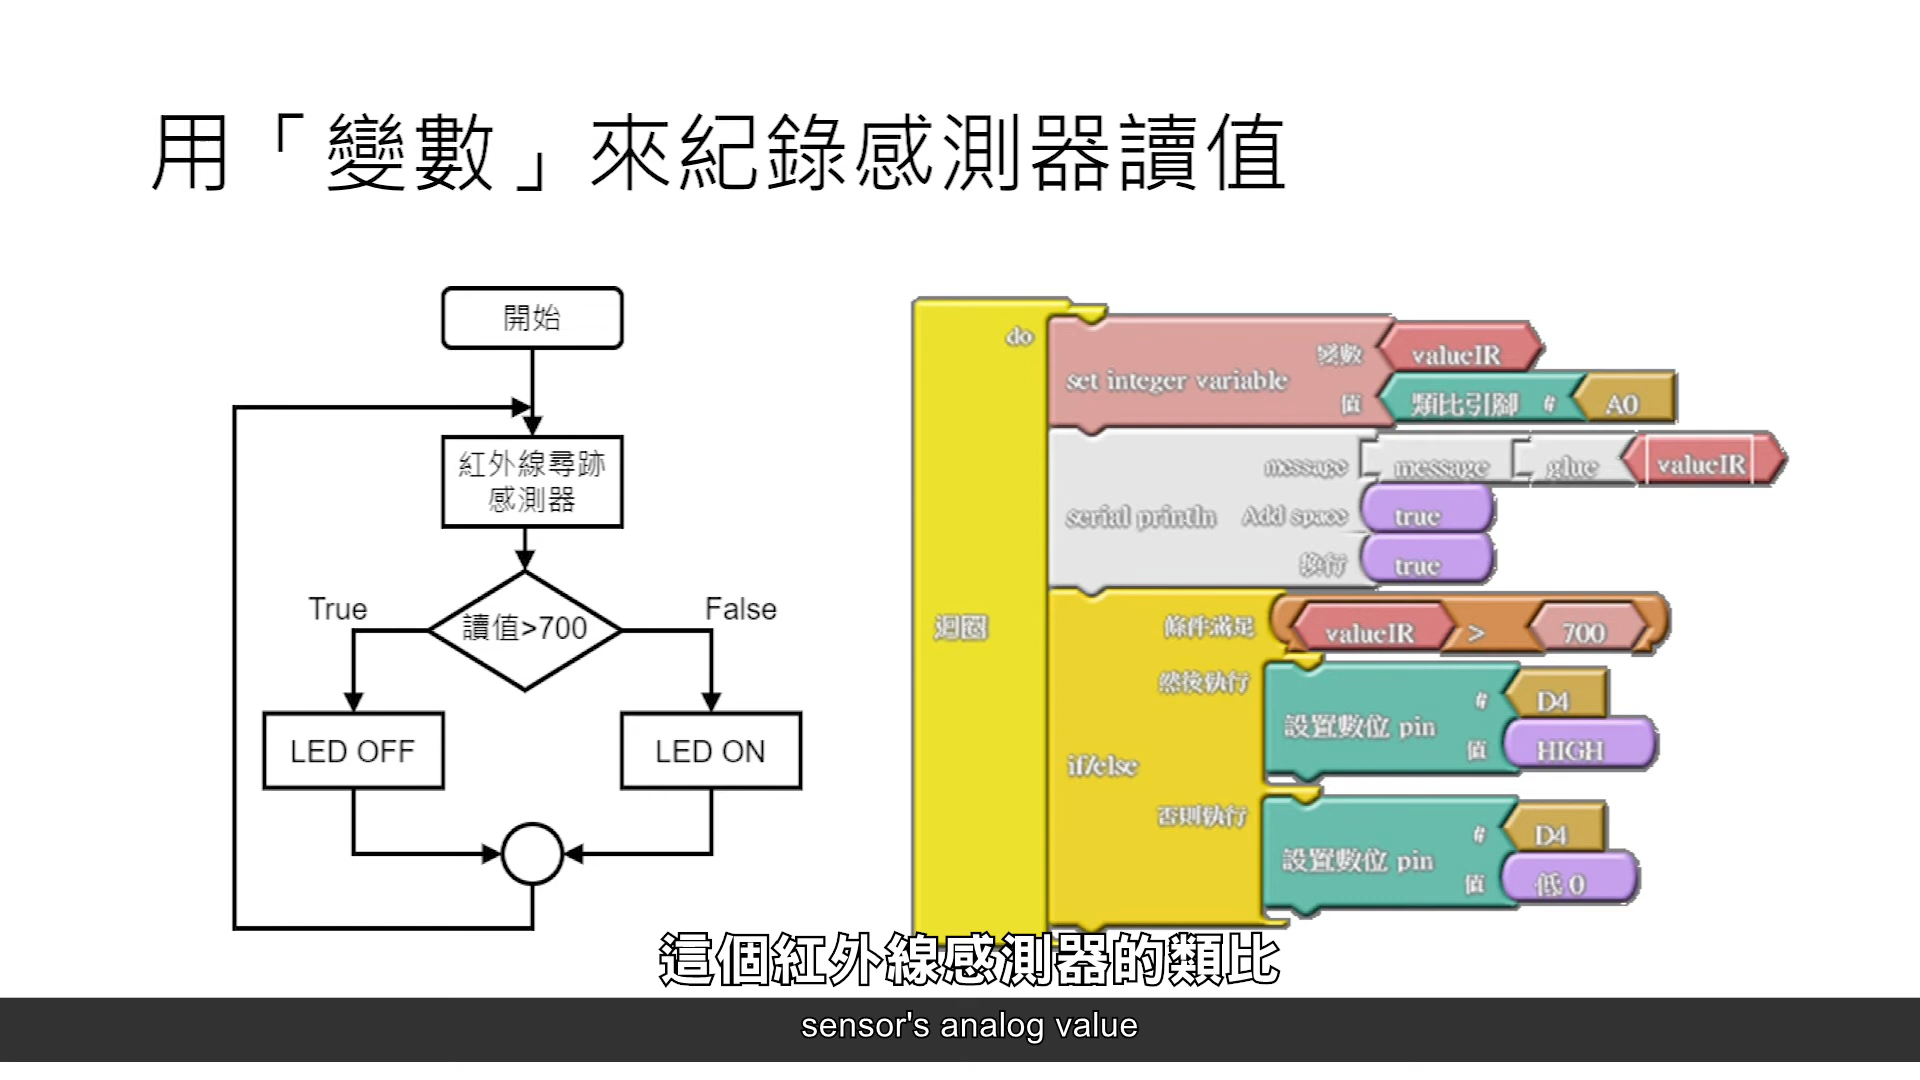 用「變數」來紀錄感測器讀值
開始
紅外線尋跡
感測器
True
讀值>700
False
LED OFF
LED ON
do
set integer variable
變數
valueIR
值
類比引腳 #
A0
message
message
glue
valueIR
serial println
Add space
true
換行
true
迴圈
條件滿足
valueIR
>
700
然後執行
設置數位 pin
#
D4
值
HIGH
if/else
否則執行
設置數位 pin
#
D4
值
低 0
這個紅外線感測器的類比
sensor's analog value